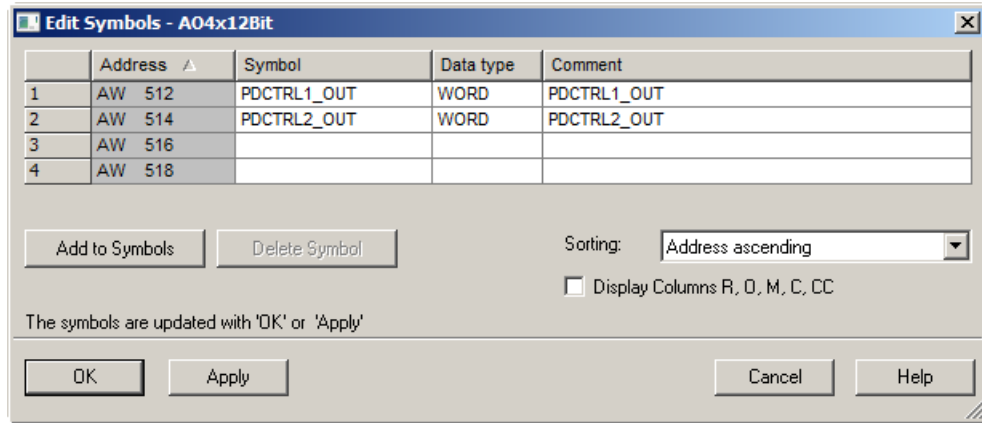 Edit Symbols - AO4x12Bit
Address Symbol Data type Comment
1 AW 512 PDCTRL1_OUT WORD PDCTRL1_OUT
2 AW 514 PDCTRL2_OUT WORD PDCTRL2_OUT
3 AW 516
4 AW 518
Add to Symbols Delete Symbol Sorting: Address ascending
Display Columns R, O, M, C, CC
The symbols are updated with 'OK' or 'Apply'
OK Apply Cancel Help